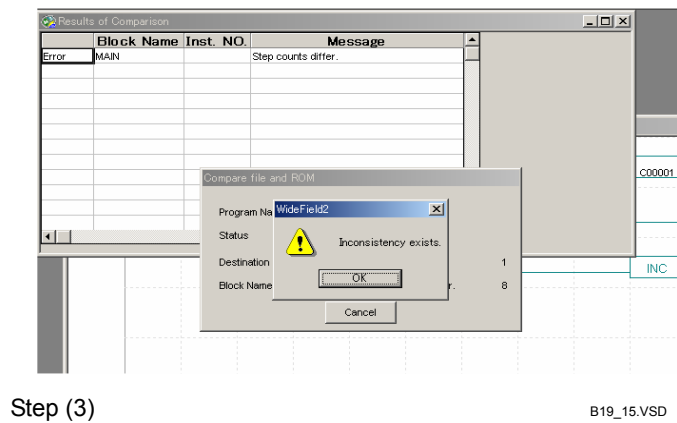 Results of Comparison
Block Name Inst. NO. Message
Error MAIN Step counts differ.
C00001
Compare file and ROM
Program Na
WideField2
Status
Inconsistency exists.
Destination 1
INC
OK
Block Name r. 8
Cancel
Step (3)
B19_15.VSD